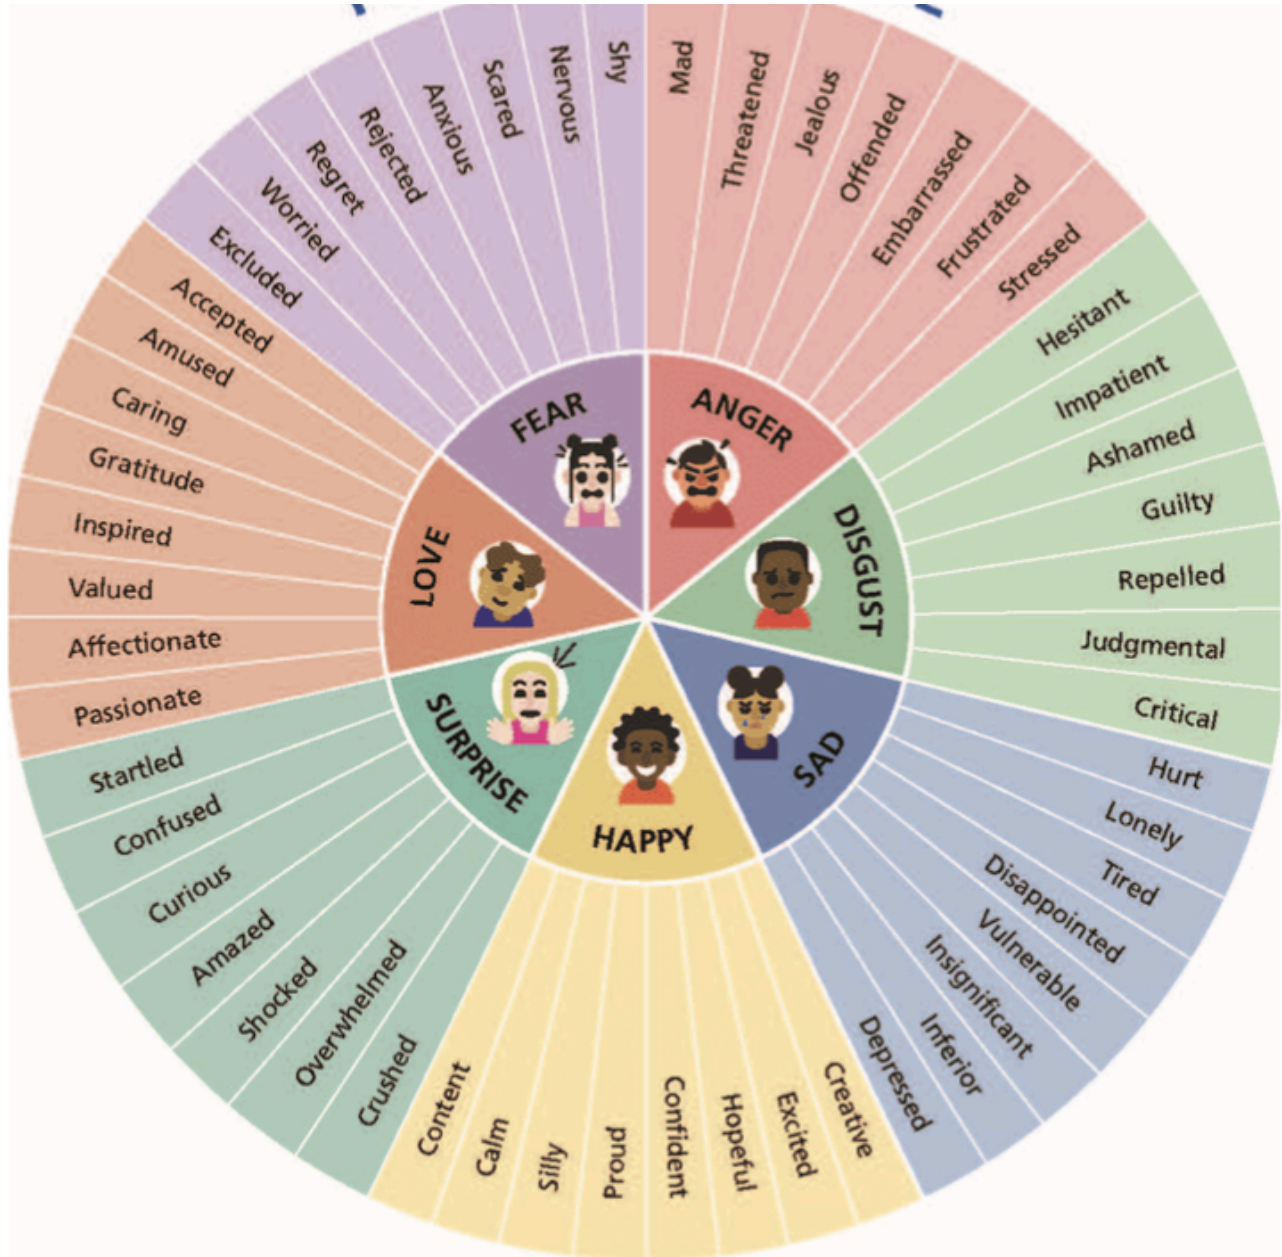 FEAR
Shy
Nervous
Scared
Anxious
Rejected
Regret
Worried
Excluded
ANGER
Mad
Threatened
Jealous
Offended
Embarrassed
Frustrated
Stressed
DISGUST
Hesitant
Impatient
Ashamed
Guilty
Repelled
Judgmental
Critical
SAD
Hurt
Lonely
Tired
Disappointed
Vulnerable
Insignificant
Inferior
Depressed
HAPPY
Creative
Excited
Hopeful
Confident
Proud
Silly
Calm
Content
SURPRISE
Crushed
Overwhelmed
Shocked
Amazed
Curious
Confused
Startled
LOVE
Passionate
Affectionate
Valued
Inspired
Gratitude
Caring
Amused
Accepted